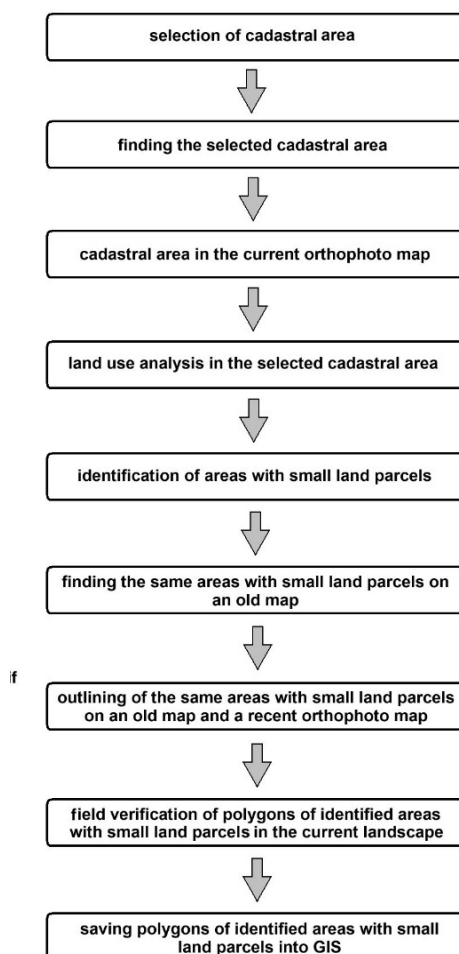 selection of cadastral area
finding the selected cadastral area
cadastral area in the current orthophoto map
land use analysis in the selected cadastral area
identification of areas with small land parcels
finding the same areas with small land parcels on
an old map
if
outlining of the same areas with small land parcels
on an old map and a recent orthophoto map
field verification of polygons of identified areas
with small land parcels in the current landscape
saving polygons of identified areas with small
land parcels into GIS